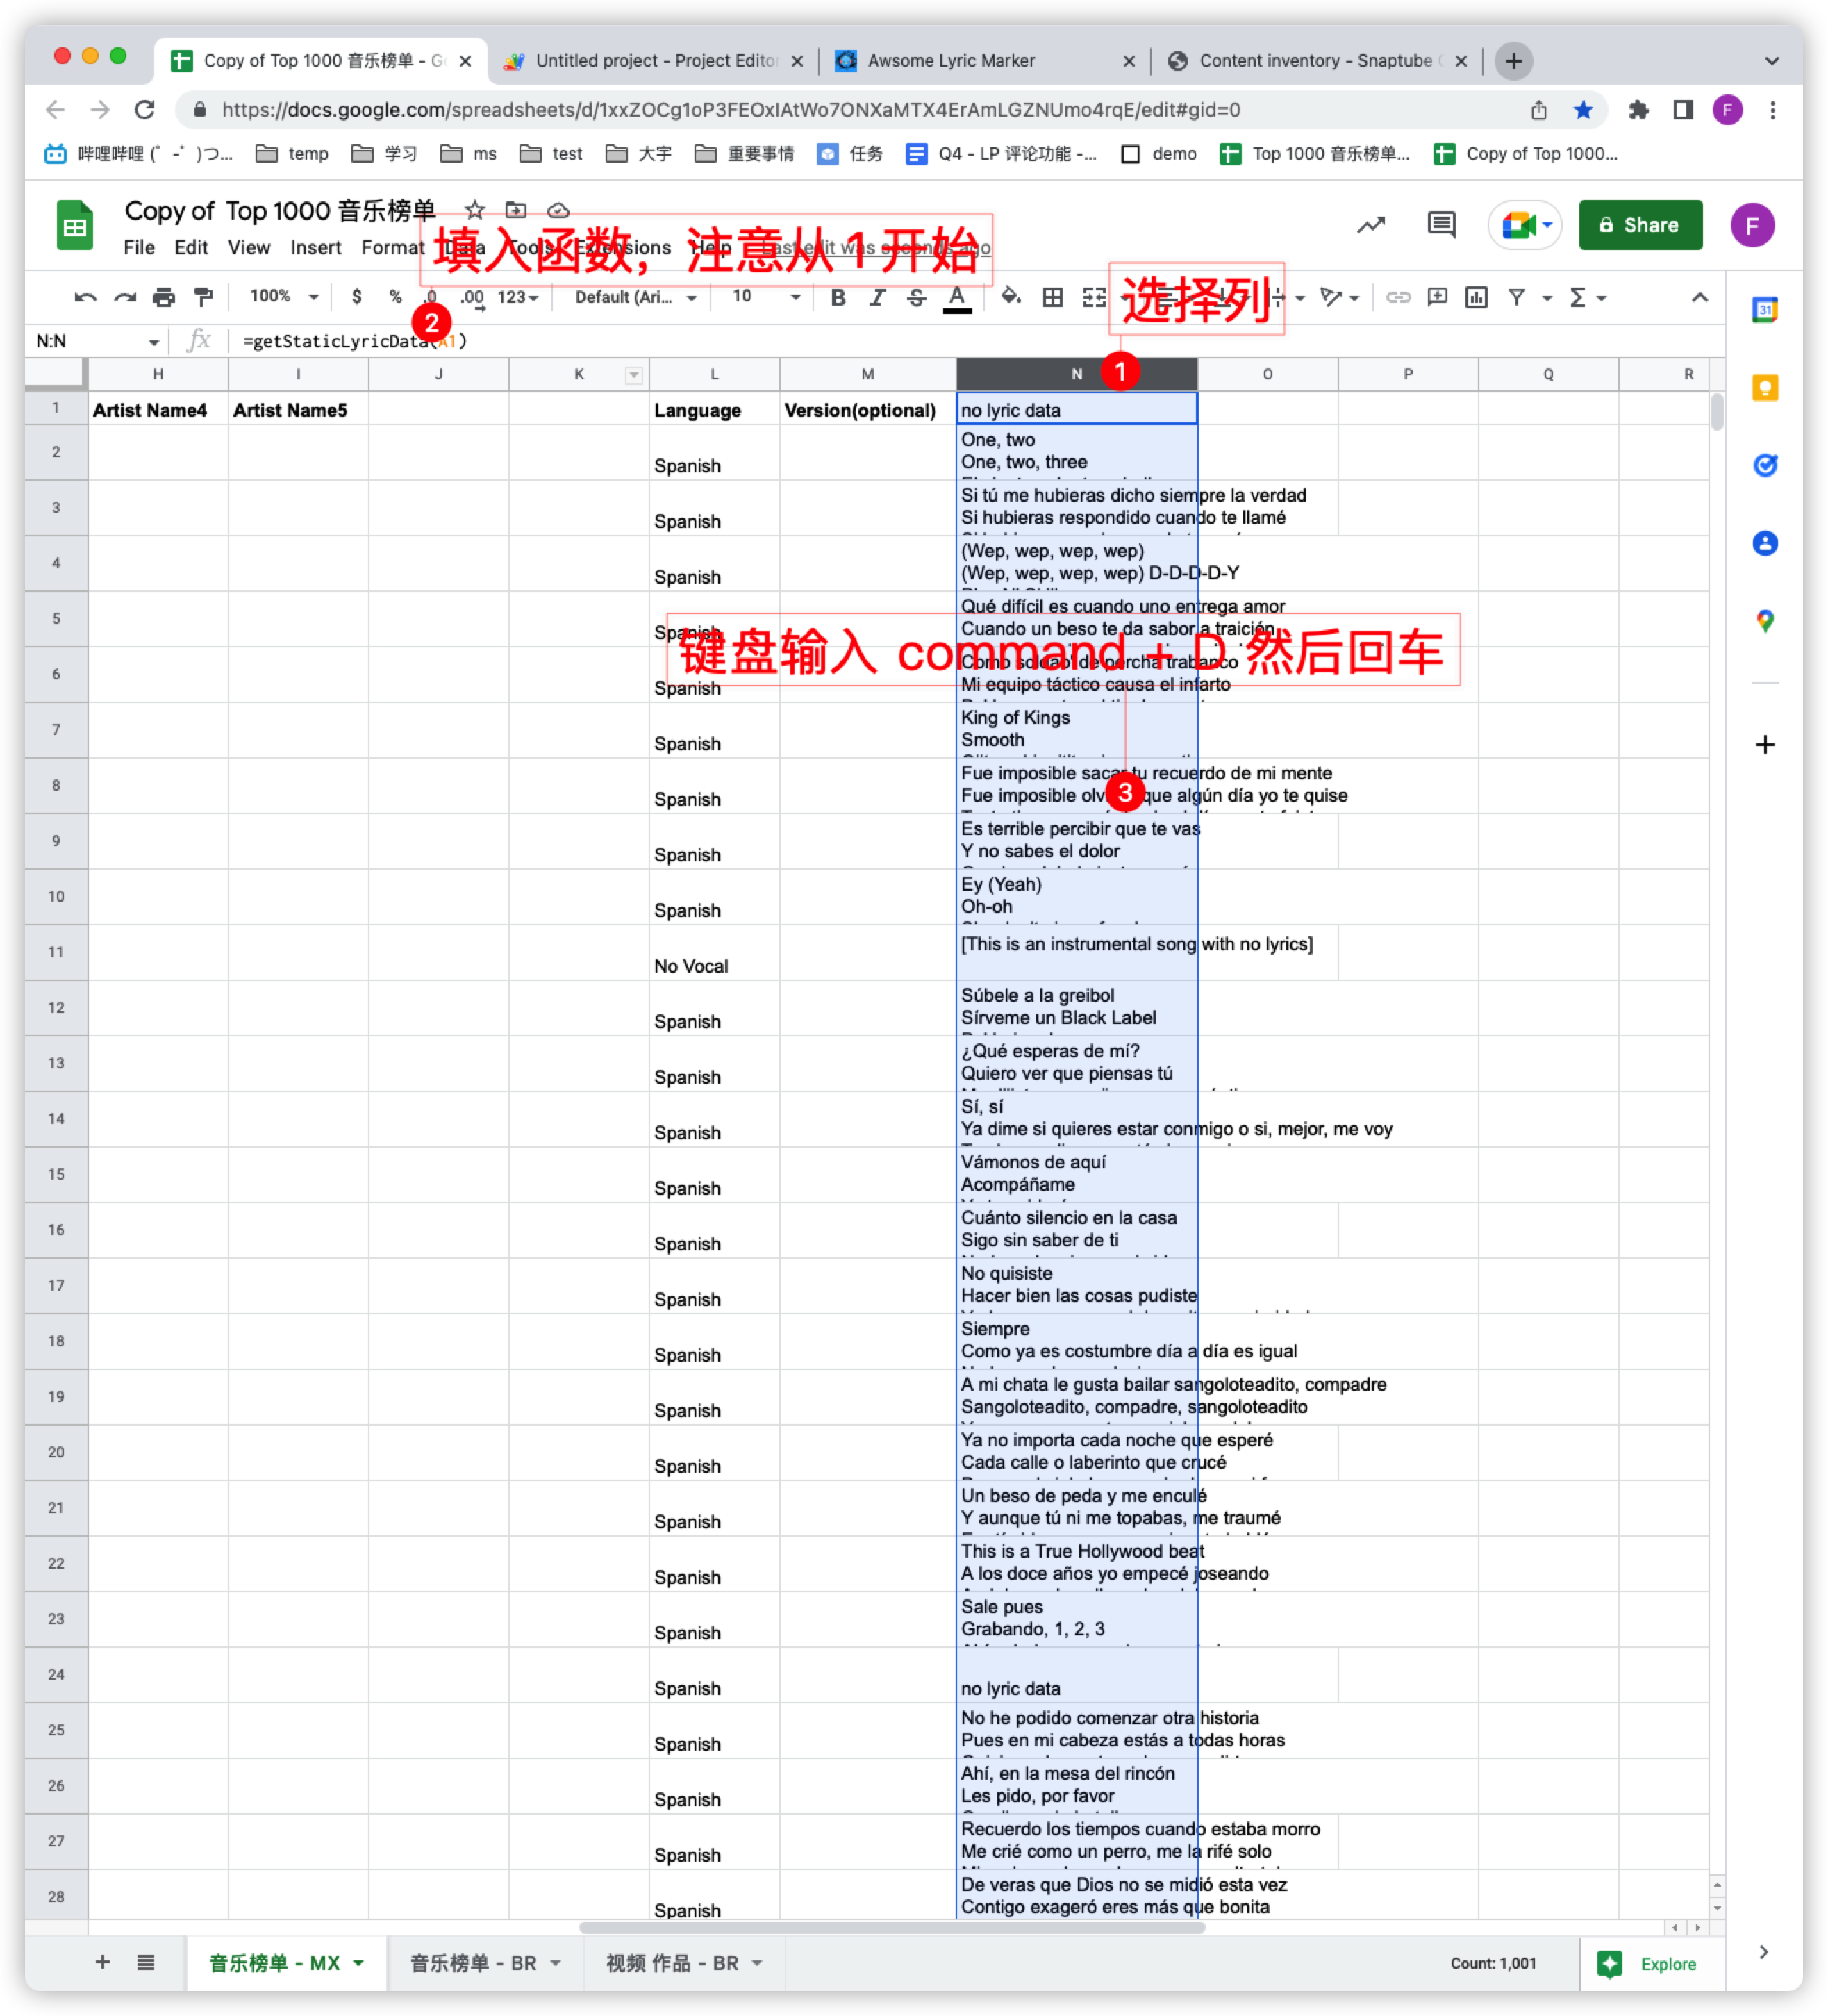 Copy of Top 1000 音乐榜单 - G
Untitled project - Project Edito
Awsome Lyric Marker
Content inventory - Snaptube
https://docs.google.com/spreadsheets/d/1xxZOCg1oP3FEOxIAtWo7ONXaMTX4ErAmLGZNUmo4rqE/edit#gid=0
F
哔哩哔哩 (゜-゜)つ...
temp
学习
ms
test
大宇
重要事情
任务
Q4 - LP 评论功能 -...
demo
Top 1000 音乐榜单...
Copy of Top 1000...
Copy of Top 1000 音乐榜单
Share
F
File Edit View Insert Format Data Tools Extensions Help Last edit was seconds ago
填入函数，注意从 1 开始
选择列
100% $ % .0 .00 123 Default (Ari... 10 B I S A
31
2
N:N fx =getStaticLyricData(A1)
1
H I J K L M N O P Q R
1 Artist Name4 Artist Name5 Language Version(optional) no lyric data
2 Spanish One, two
One, two, three
3 Spanish Si tú me hubieras dicho siempre la verdad
Si hubieras respondido cuando te llamé
4 Spanish (Wep, wep, wep, wep)
(Wep, wep, wep, wep) D-D-D-D-Y
5 Spanish Qué difícil es cuando uno entrega amor
Cuando un beso te da sabor a traición
键盘输入 command + D 然后回车
6 Spanish Como soldao' de percha trabanco
Mi equipo táctico causa el infarto
7 Spanish King of Kings
Smooth
8 Spanish Fue imposible sacar tu recuerdo de mi mente
Fue imposible que algún día yo te quise
3
9 Spanish Es terrible percibir que te vas
Y no sabes el dolor
10 Spanish Ey (Yeah)
Oh-oh
11 No Vocal [This is an instrumental song with no lyrics]
12 Spanish Súbele a la greibol
Sírveme un Black Label
13 Spanish ¿Qué esperas de mí?
Quiero ver que piensas tú
14 Spanish Sí, sí
Ya dime si quieres estar conmigo o si, mejor, me voy
15 Spanish Vámonos de aquí
Acompáñame
16 Spanish Cuánto silencio en la casa
Sigo sin saber de ti
17 Spanish No quisiste
Hacer bien las cosas pudiste
18 Spanish Siempre
Como ya es costumbre día a día es igual
19 Spanish A mi chata le gusta bailar sangoloteadito, compadre
Sangoloteadito, compadre, sangoloteadito
20 Spanish Ya no importa cada noche que esperé
Cada calle o laberinto que crucé
21 Spanish Un beso de peda y me enculé
Y aunque tú ni me topabas, me traumé
22 Spanish This is a True Hollywood beat
A los doce años yo empecé joseando
23 Spanish Sale pues
Grabando, 1, 2, 3
24 Spanish no lyric data
25 Spanish No he podido comenzar otra historia
Pues en mi cabeza estás a todas horas
26 Spanish Ahí, en la mesa del rincón
Les pido, por favor
27 Spanish Recuerdo los tiempos cuando estaba morro
Me crié como un perro, me la rifé solo
28 Spanish De veras que Dios no se midió esta vez
Contigo exageró eres más que bonita
音乐榜单 - MX
音乐榜单 - BR
视频 作品 - BR
Count: 1,001
Explore